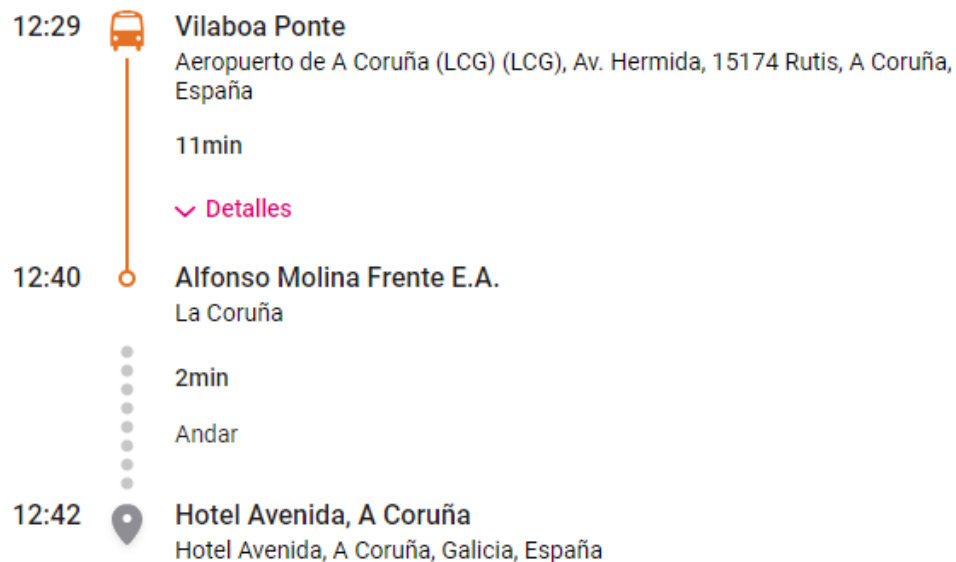 12:29 Vilaboa Ponte
Aeropuerto de A Coruña (LCG) (LCG), Av. Hermida, 15174 Rutis, A Coruña,
España
11min
Detalles
12:40 Alfonso Molina Frente E.A.
La Coruña
2min
Andar
12:42 Hotel Avenida, A Coruña
Hotel Avenida, A Coruña, Galicia, España